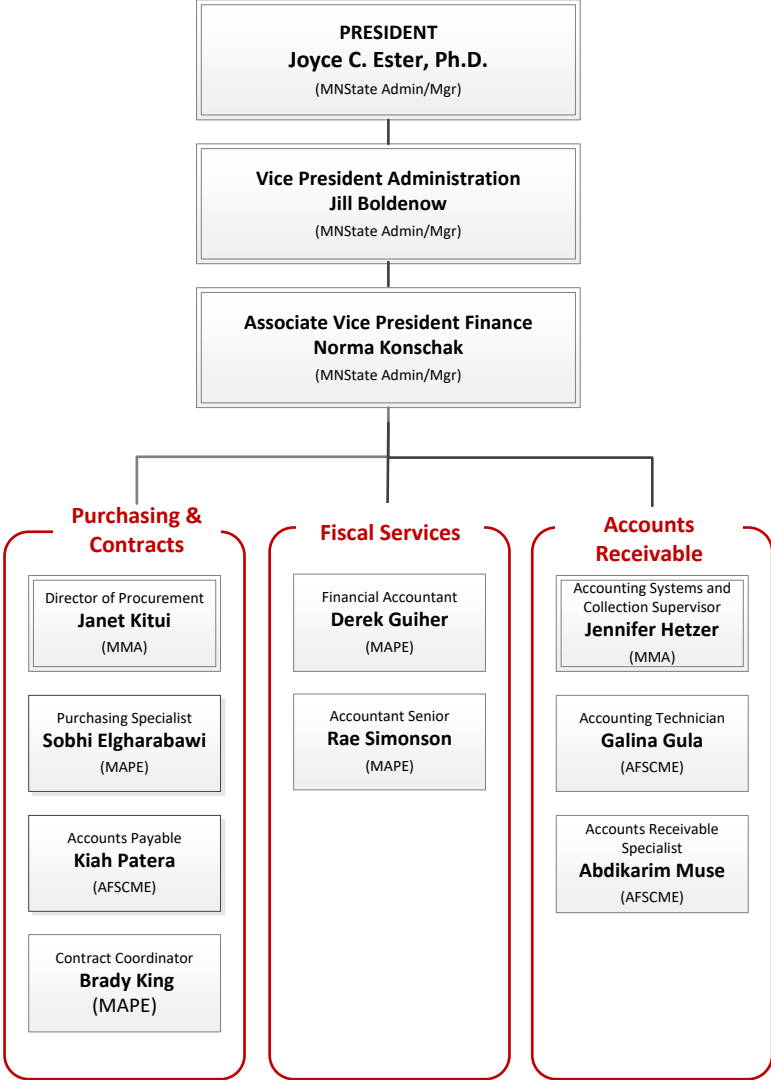 PRESIDENT
Joyce C. Ester, Ph.D.
(MNState Admin/Mgr)
Vice President Administration
Jill Boldenow
(MNState Admin/Mgr)
Associate Vice President Finance
Norma Konschak
(MNState Admin/Mgr)
Purchasing &
Contracts
Director of Procurement
Janet Kitui
(MMA)
Purchasing Specialist
Sobhi Elgharabawi
(MAPE)
Accounts Payable
Kiah Patera
(AFSCME)
Contract Coordinator
Brady King
(MAPE)
Fiscal Services
Financial Accountant
Derek Guiher
(MAPE)
Accountant Senior
Rae Simonson
(MAPE)
Accounts
Receivable
Accounting Systems and
Collection Supervisor
Jennifer Hetzer
(MMA)
Accounting Technician
Galina Gula
(AFSCME)
Accounts Receivable
Specialist
Abdikarim Muse
(AFSCME)